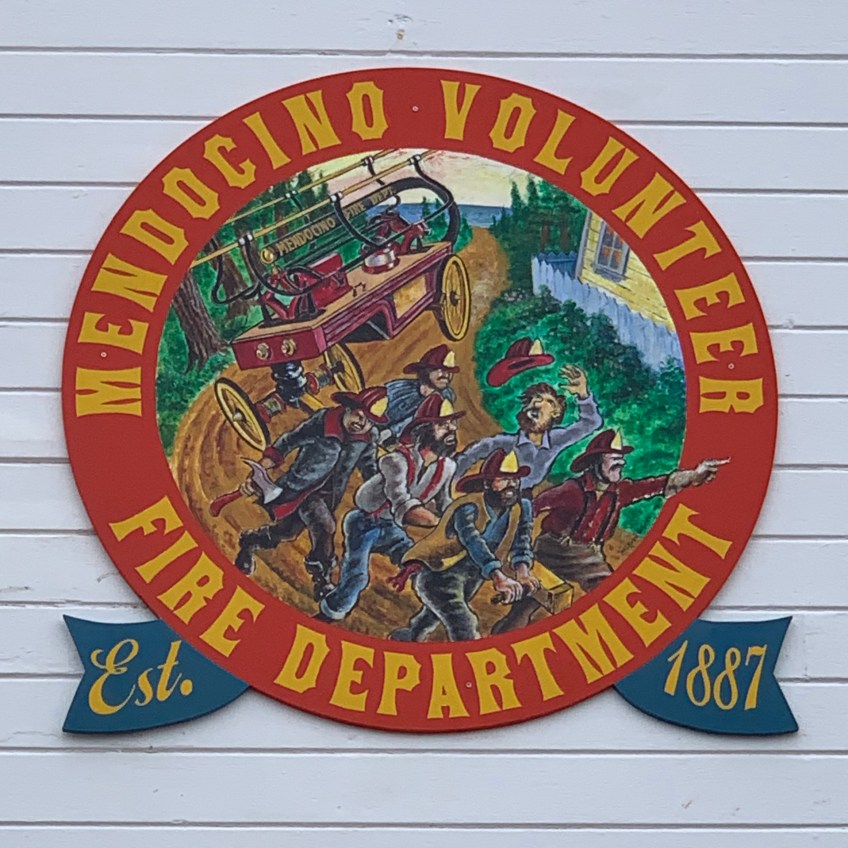 MENDOCINO VOLUNTEER
MENDOCINO FIRE DEPT.
FIRE DEPARTMENT
Est. 1887